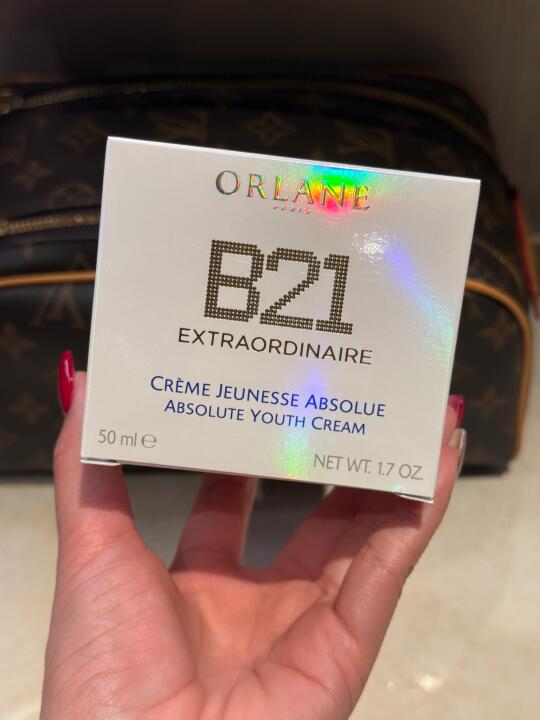 ORLANE
PARIS
B21
EXTRAORDINAIRE
CRÈME JEUNESSE ABSOLUE
ABSOLUTE YOUTH CREAM
50 ml ℮
NET WT. 1.7 OZ.